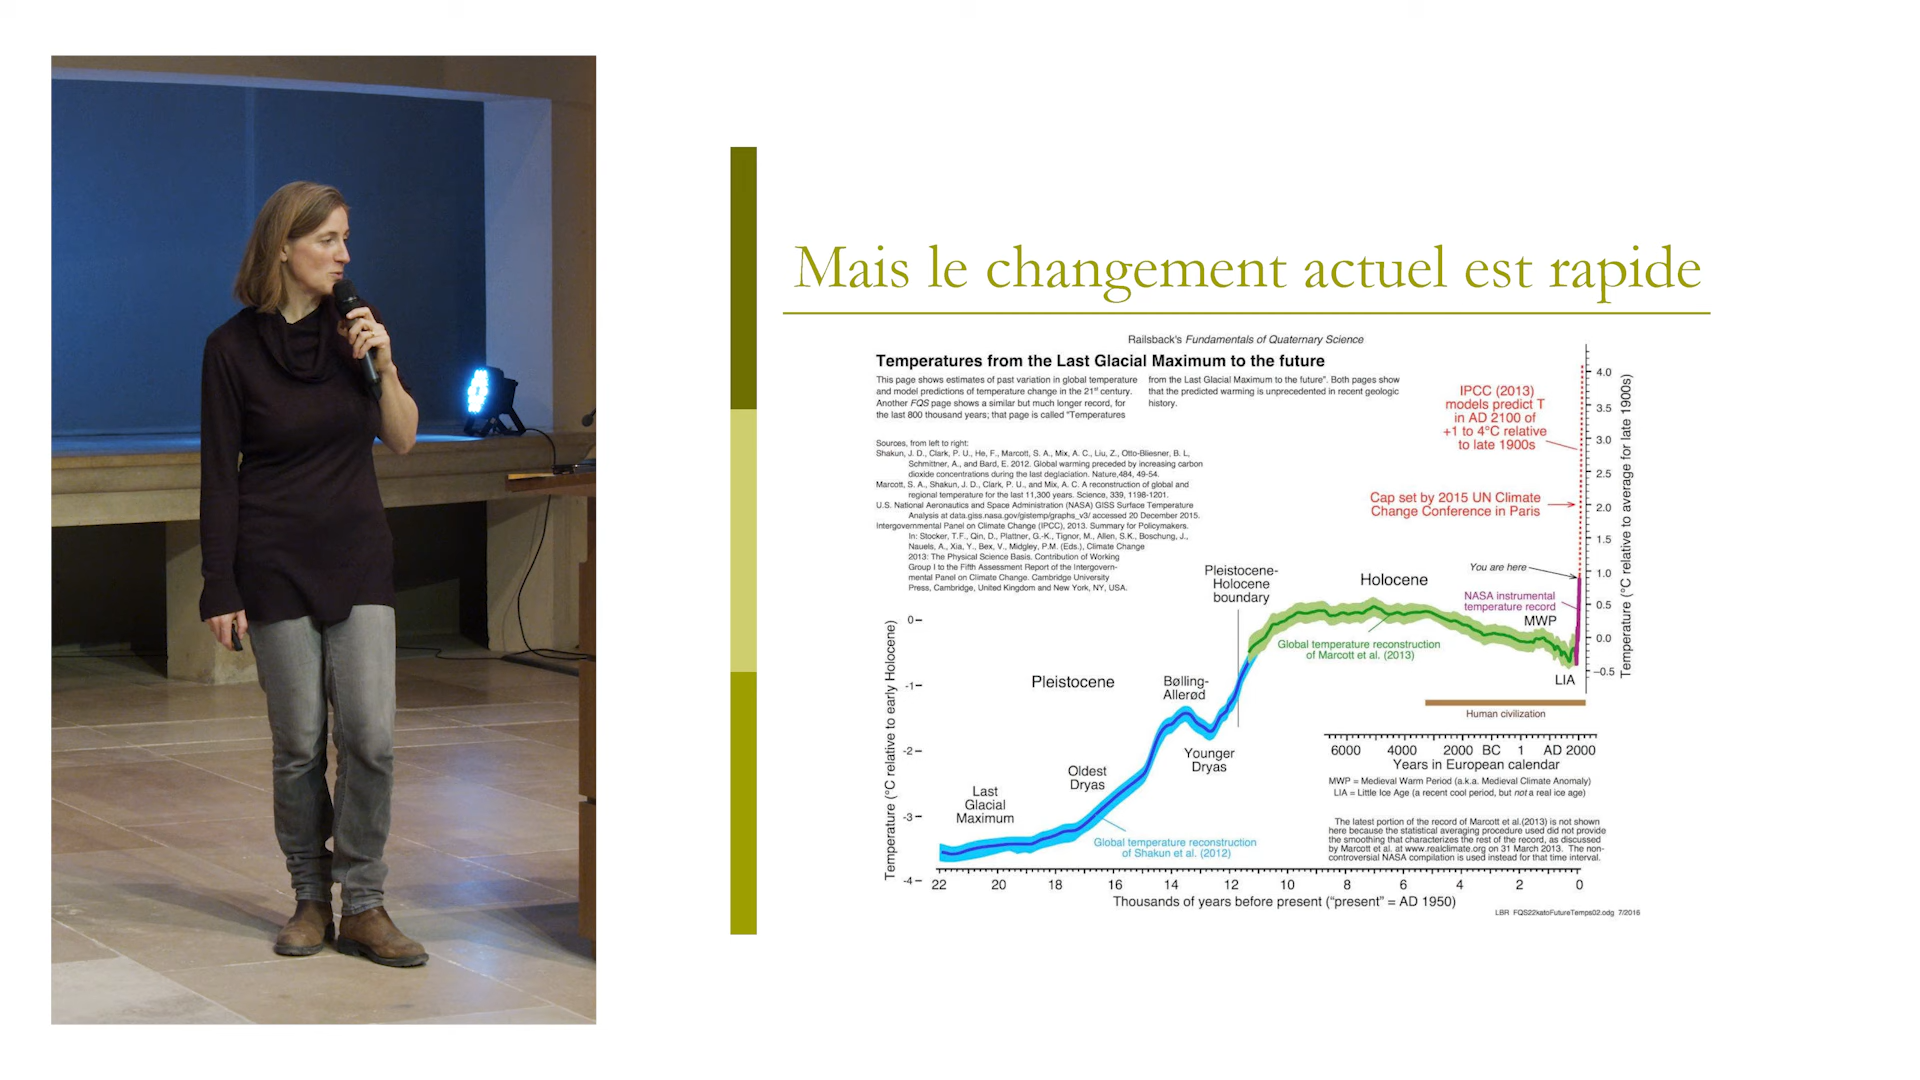 Mais le changement actuel est rapide
Railsback's Fundamentals of Quaternary Science
Temperatures from the Last Glacial Maximum to the future
This page shows estimates of past variation in global temperature
and model predictions of temperature change in the 21st century.
Another FQS page shows a similar but much longer record, for
the last 800 thousand years; that page is called "Temperatures
from the Last Glacial Maximum to the future". Both pages show
that the predicted warming is unprecedented in recent geologic
history.
Sources, from left to right:
Shakun, J. D., Clark, P. U., He, F., Marcott, S. A., Mix, A. C., Liu, Z., Otto-Bliesner, B. L,
Schmittner, A., and Bard, E. 2012. Global warming preceded by increasing carbon
dioxide concentrations during the last deglaciation. Nature,484, 49-54.
Marcott, S. A., Shakun, J. D., Clark, P. U., and Mix, A. C. A reconstruction of global and
regional temperature for the last 11,300 years. Science, 339, 1198-1201.
U.S. National Aeronautics and Space Administration (NASA) GISS Surface Temperature
Analysis at data.giss.nasa.gov/gistemp/graphs_v3/ accessed 20 December 2015.
Intergovernmental Panel on Climate Change (IPCC), 2013. Summary for Policymakers.
In: Stocker, T.F., Qin, D., Plattner, G.-K., Tignor, M., Allen, S.K., Boschung, J.,
Nauels, A., Xia, Y., Bex, V., Midgley, P.M. (Eds.), Climate Change
2013: The Physical Science Basis. Contribution of Working
Group I to the Fifth Assessment Report of the Intergovern-
mental Panel on Climate Change. Cambridge University
Press, Cambridge, United Kingdom and New York, NY, USA.
IPCC (2013)
models predict T
in AD 2100 of
+1 to 4°C relative
to late 1900s
Cap set by 2015 UN Climate
Change Conference in Paris
You are here
NASA instrumental
temperature record
MWP
LIA
4.0
3.5
3.0
2.5
2.0
1.5
1.0
0.5
0.0
−0.5
Temperature (°C relative to average for late 1900s)
Pleistocene-
Holocene
boundary
Holocene
Global temperature reconstruction
of Marcott et al. (2013)
Pleistocene
Bølling-
Allerød
Younger
Dryas
Oldest
Dryas
Last
Glacial
Maximum
Global temperature reconstruction
of Shakun et al. (2012)
Temperature (°C relative to early Holocene)
0
-1
-2
-3
-4
Human civilization
6000 4000 2000 BC 1 AD 2000
Years in European calendar
MWP = Medieval Warm Period (a.k.a. Medieval Climate Anomaly)
LIA = Little Ice Age (a recent cool period, but not a real ice age)
The latest portion of the record of Marcott et al.(2013) is not shown
here because the statistical averaging procedure used did not provide
the smoothing that characterizes the rest of the record, as discussed
by Marcott et al. at www.realclimate.org on 31 March 2013. The non-
controversial NASA compilation is used instead for that time interval.
22 20 18 16 14 12 10 8 6 4 2 0
Thousands of years before present ("present" = AD 1950)
LBR FQS22katoFutureTemps02.odg 7/2016